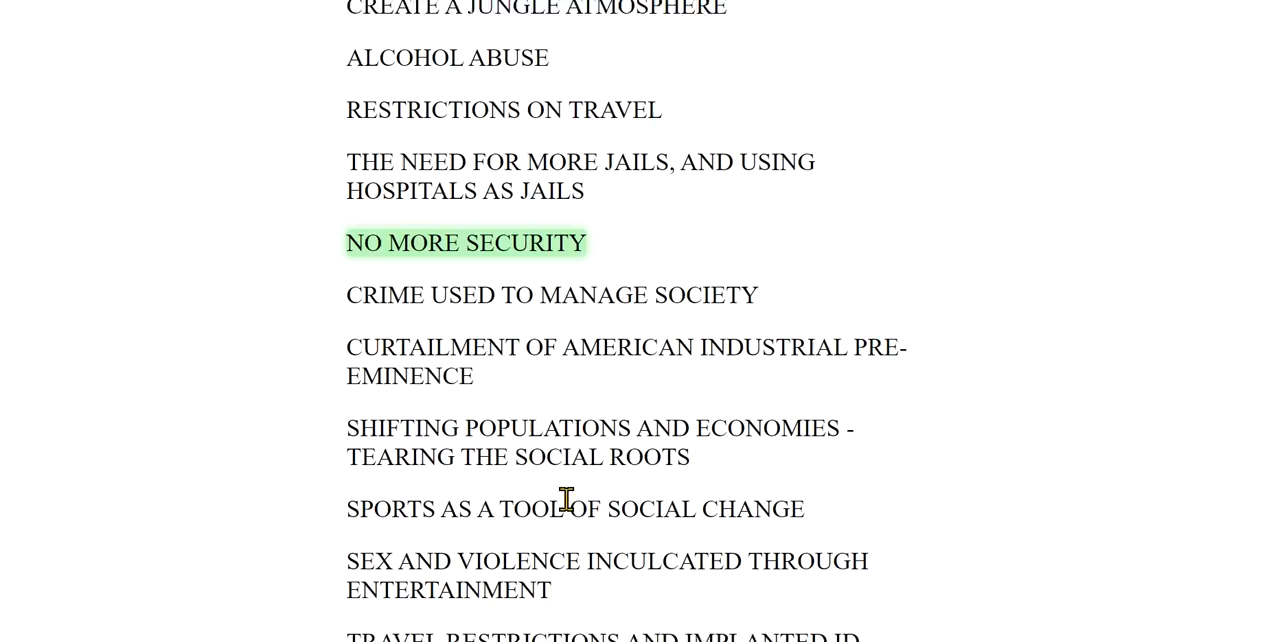 CREATE A JUNGLE ATMOSPHERE
ALCOHOL ABUSE
RESTRICTIONS ON TRAVEL
THE NEED FOR MORE JAILS, AND USING
HOSPITALS AS JAILS
NO MORE SECURITY
CRIME USED TO MANAGE SOCIETY
CURTAILMENT OF AMERICAN INDUSTRIAL PRE-
EMINENCE
SHIFTING POPULATIONS AND ECONOMIES -
TEARING THE SOCIAL ROOTS
SPORTS AS A TOOL OF SOCIAL CHANGE
SEX AND VIOLENCE INCULCATED THROUGH
ENTERTAINMENT
TRAVEL RESTRICTIONS AND IMPLANTED ID